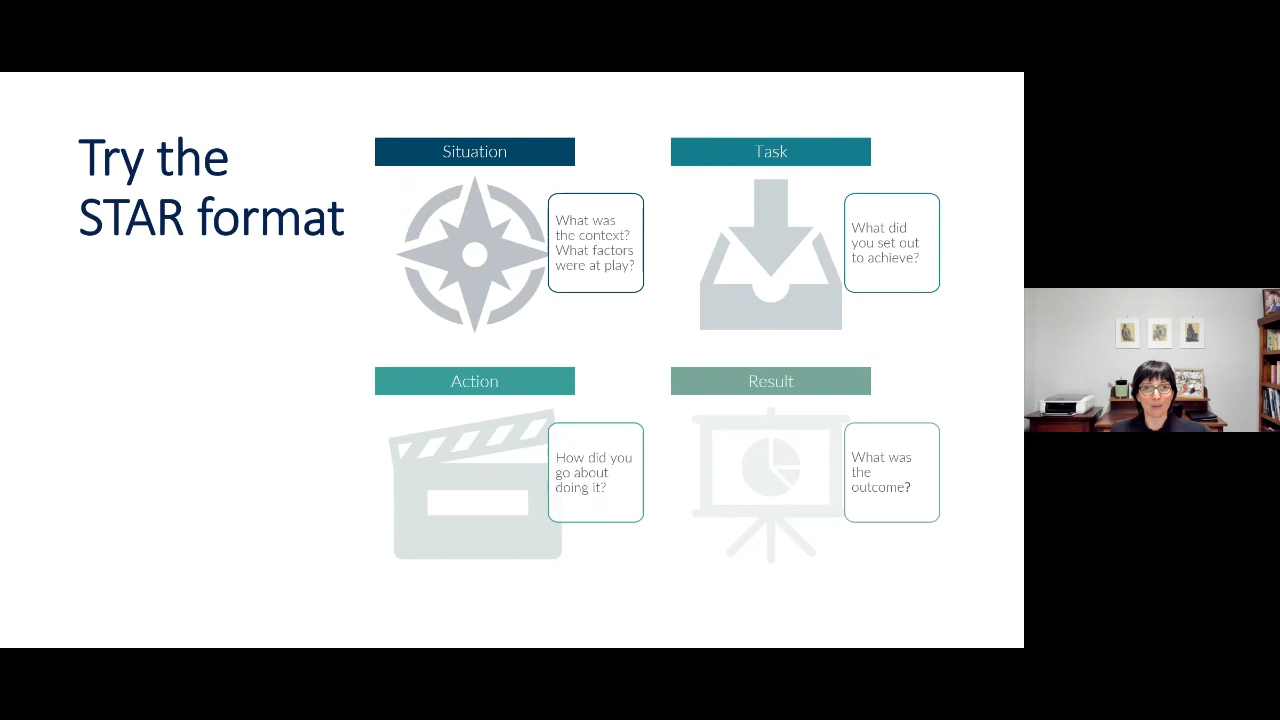 Try the
STAR format
Situation
What was
the context?
What factors
were at play?
Task
What did
you set out
to achieve?
Action
How did you
go about
doing it?
Result
What was
the
outcome?